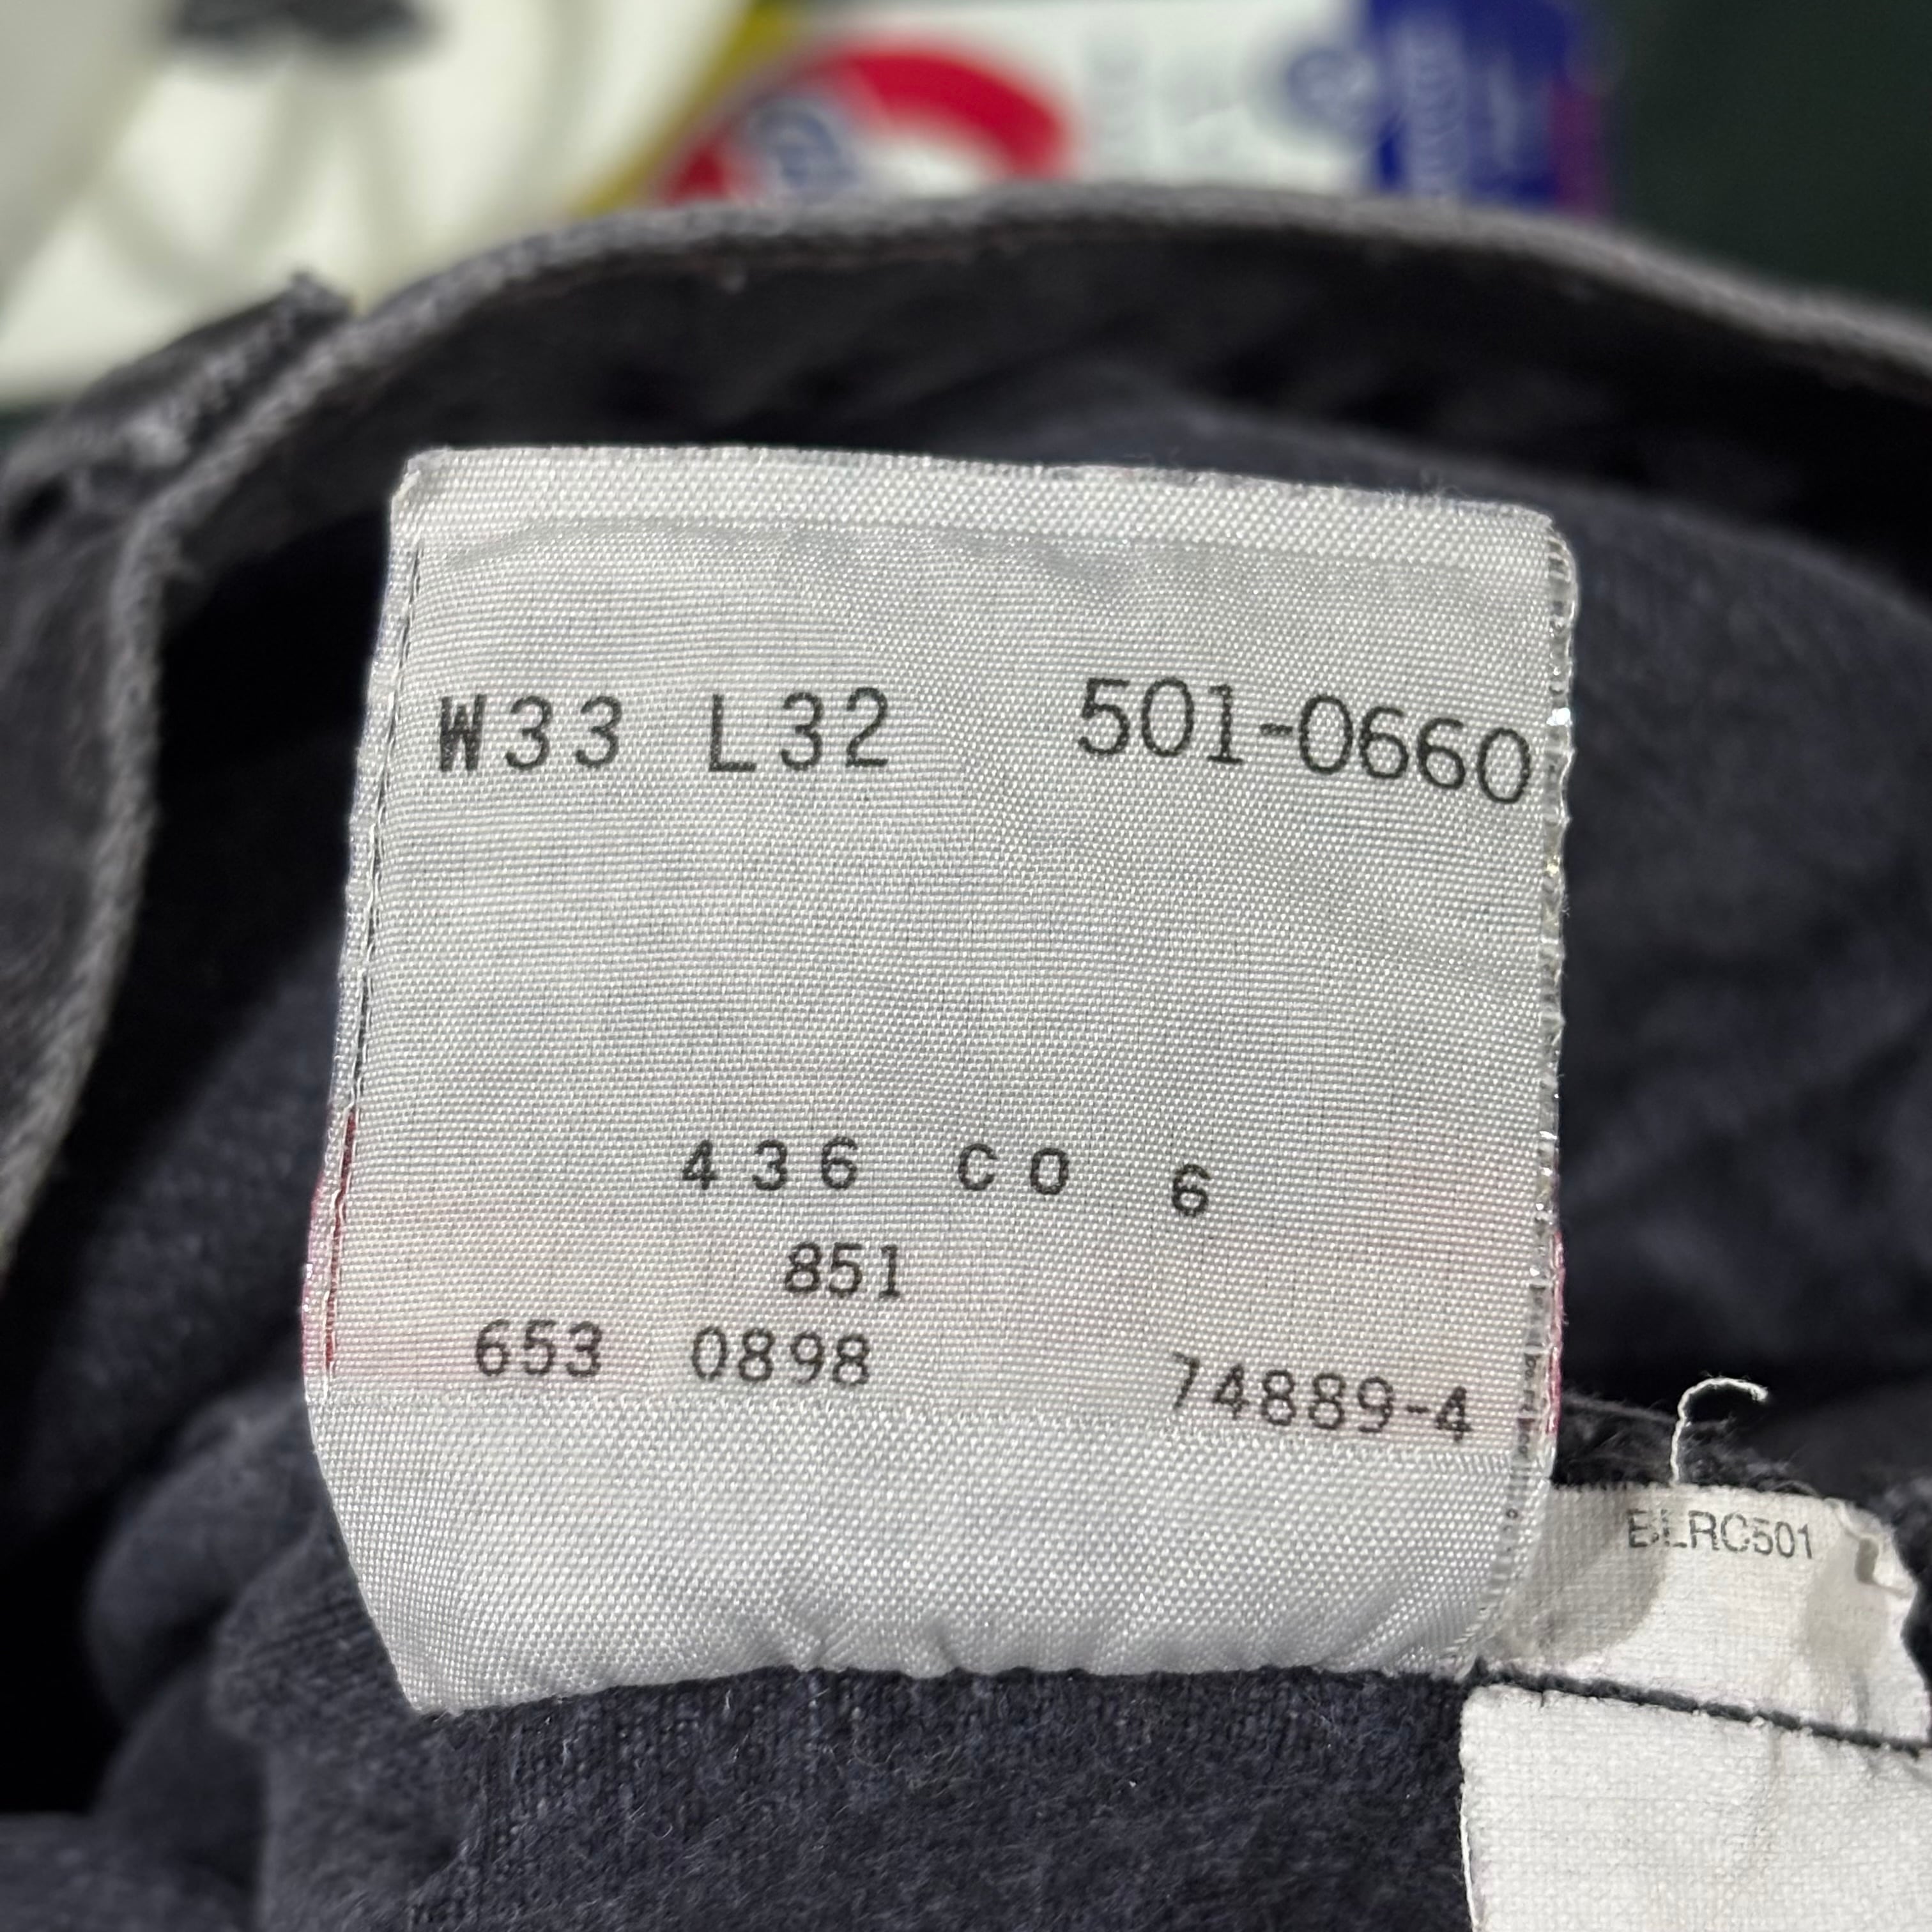 W33 L32 501-0660
436 CO 6
851
653 0898 74889-4
BLRC501